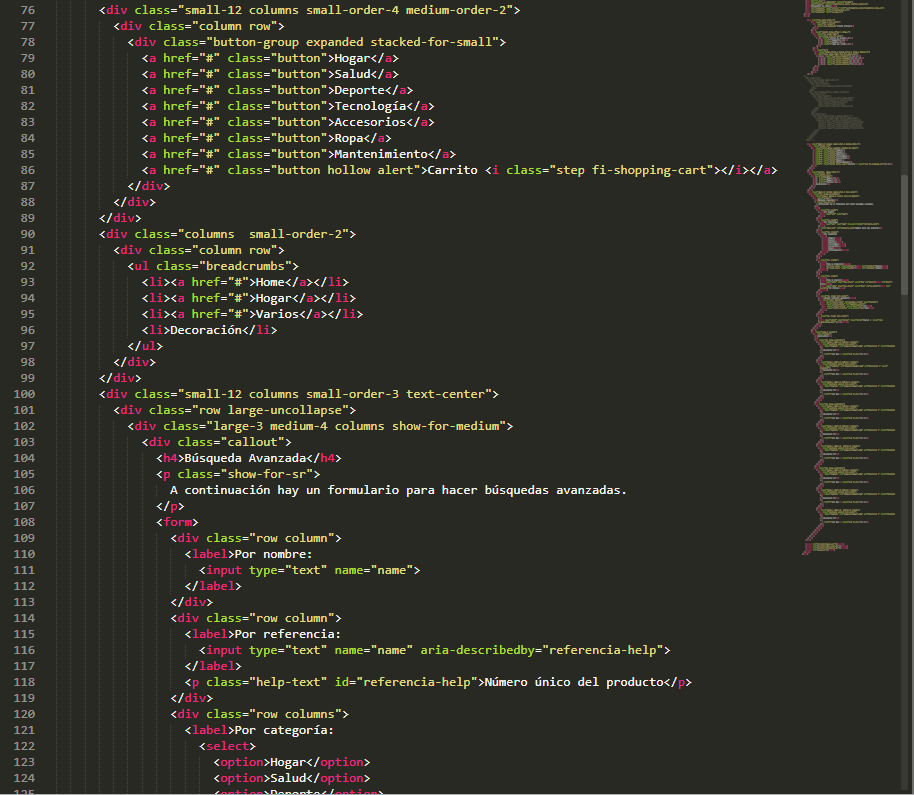 76 <div class="small-12 columns small-order-4 medium-order-2">
77 <div class="column row">
78 <div class="button-group expanded stacked-for-small">
79 <a href="#" class="button">Hogar</a>
80 <a href="#" class="button">Salud</a>
81 <a href="#" class="button">Deporte</a>
82 <a href="#" class="button">Tecnología</a>
83 <a href="#" class="button">Accesorios</a>
84 <a href="#" class="button">Ropa</a>
85 <a href="#" class="button">Mantenimiento</a>
86 <a href="#" class="button hollow alert">Carrito <i class="step fi-shopping-cart"></i></a>
87 </div>
88 </div>
89 </div>
90 <div class="columns  small-order-2">
91 <div class="column row">
92 <ul class="breadcrumbs">
93 <li><a href="#">Home</a></li>
94 <li><a href="#">Hogar</a></li>
95 <li><a href="#">Varios</a></li>
96 <li>Decoración</li>
97 </ul>
98 </div>
99 </div>
100 <div class="small-12 columns small-order-3 text-center">
101 <div class="row large-uncollapse">
102 <div class="large-3 medium-4 columns show-for-medium">
103 <div class="callout">
104 <h4>Búsqueda Avanzada</h4>
105 <p class="show-for-sr">
106 A continuación hay un formulario para hacer búsquedas avanzadas.
107 </p>
108 <form>
109 <div class="row column">
110 <label>Por nombre:
111 <input type="text" name="name">
112 </label>
113 </div>
114 <div class="row column">
115 <label>Por referencia:
116 <input type="text" name="name" aria-describedby="referencia-help">
117 </label>
118 <p class="help-text" id="referencia-help">Número único del producto</p>
119 </div>
120 <div class="row columns">
121 <label>Por categoría:
122 <select>
123 <option>Hogar</option>
124 <option>Salud</option>
125 <option>Deporte</option>